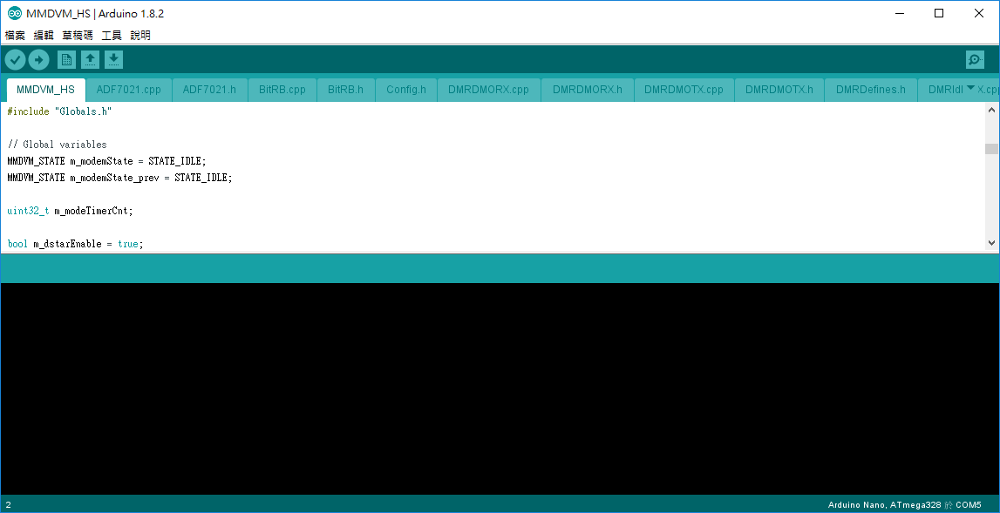 MMDVM_HS | Arduino 1.8.2
檔案 編輯 草稿碼 工具 說明
MMDVM_HS ADF7021.cpp ADF7021.h BitRB.cpp BitRB.h Config.h DMRDMORX.cpp DMRDMORX.h DMRDMOTX.cpp DMRDMOTX.h DMRDefines.h DMRIdl X.cpp
#include "Globals.h"
// Global variables
MMDVM_STATE m_modemState = STATE_IDLE;
MMDVM_STATE m_modemState_prev = STATE_IDLE;
uint32_t m_modeTimerCnt;
bool m_dstarEnable = true;
2 Arduino Nano, ATmega328 於 COM5